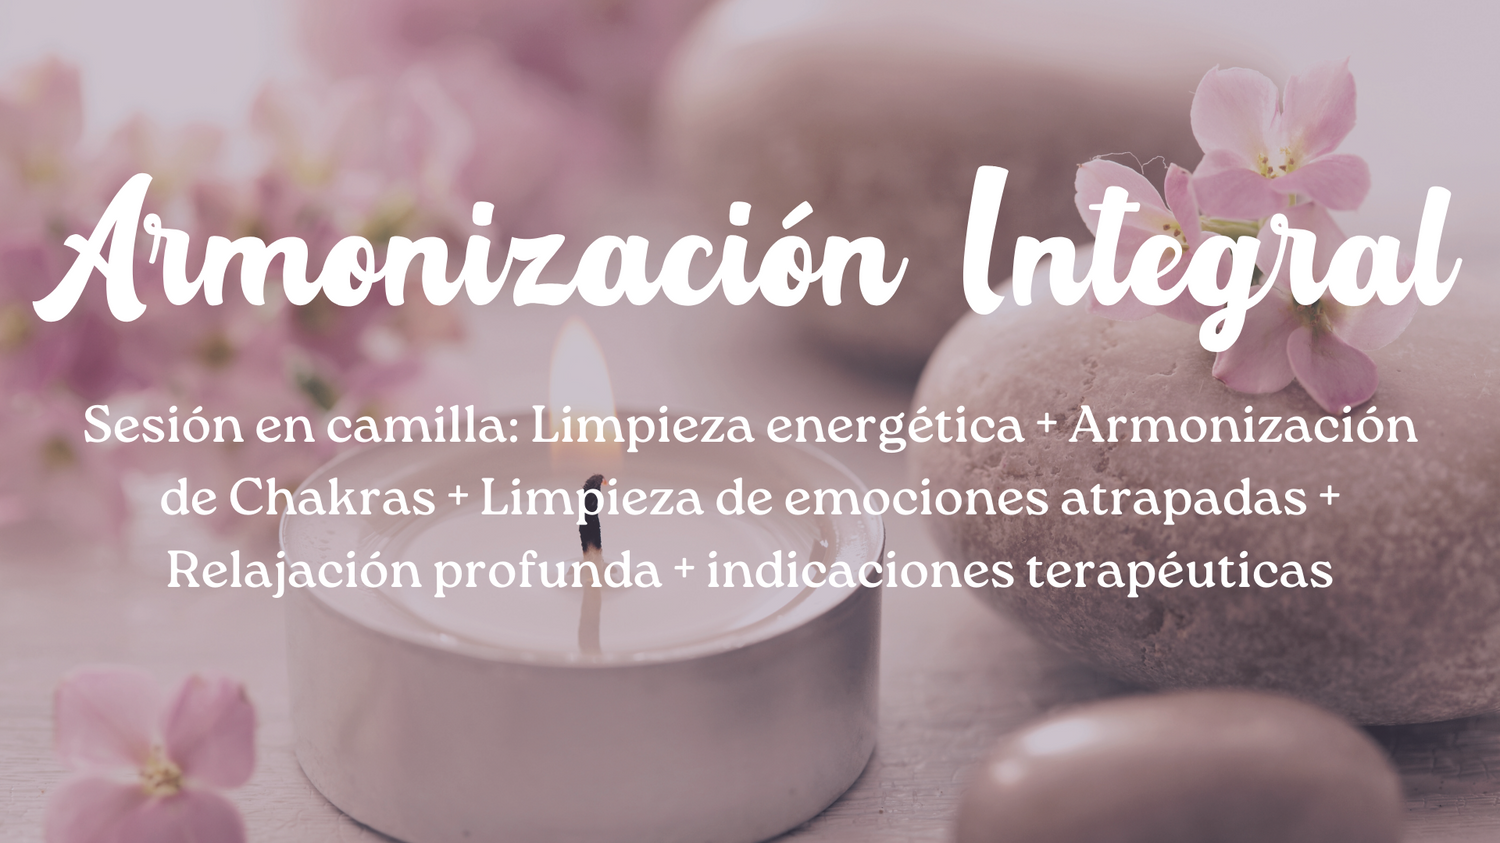 Armonización Integral
Sesión en camilla: Limpieza energética + Armonización
de Chakras + Limpieza de emociones atrapadas +
Relajación profunda + indicaciones terapéuticas